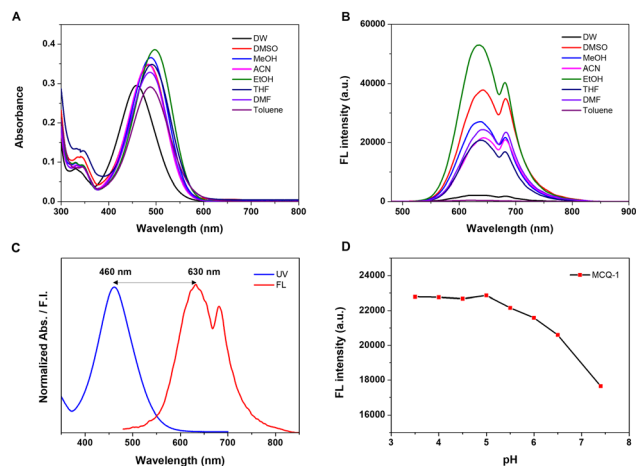 A
DW
DMSO
MeOH
ACN
EtOH
THF
DMF
Toluene
0.4
0.3
0.2
0.1
0.0
300 400 500 600 700 800
Absorbance
Wavelength (nm)
B
DW
DMSO
MeOH
ACN
EtOH
THF
DMF
Toluene
60000
40000
20000
0
500 600 700 800 900
FL intensity (a.u.)
Wavelength (nm)
C
460 nm 630 nm
UV
FL
400 500 600 700 800
Normalized Abs. / F.I.
Wavelength (nm)
D
MCQ-1
24000
22000
20000
18000
16000
3 4 5 6 7 8
FL intensity (a.u.)
pH